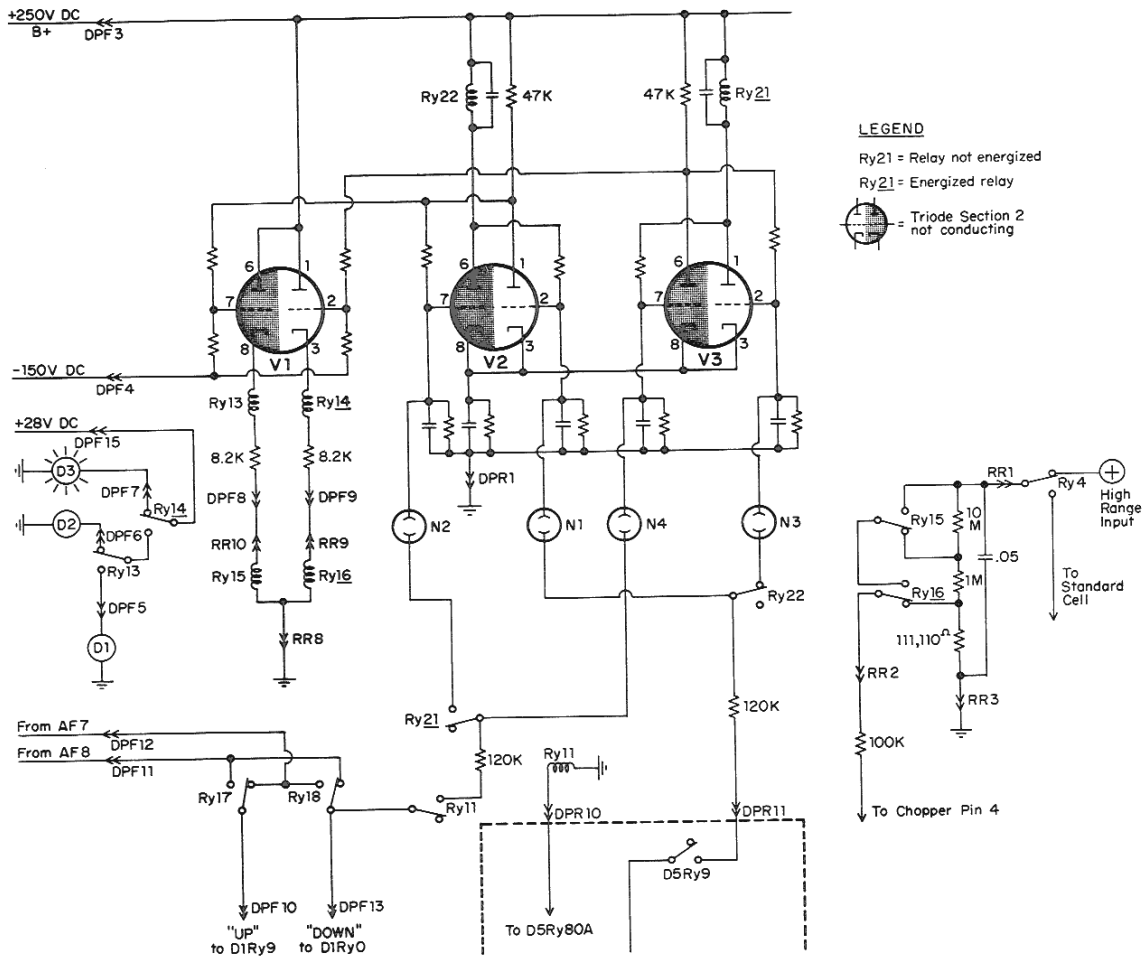 +250V DC
B+
DPF3
Ry22
47K
47K
Ry21
LEGEND
Ry21 = Relay not energized
Ry21 = Energized relay
= Triode Section 2
not conducting
6
1
7
2
8
3
V1
6
1
7
2
8
3
V2
6
1
7
2
8
3
V3
-150V DC
DPF4
+28V DC
DPF15
D3
DPF7
Ry14
D2
DPF6
Ry13
DPF5
D1
Ry13
Ry14
8.2K
8.2K
DPF8
DPF9
RR10
RR9
Ry15
Ry16
RR8
DPR1
N2
N1
N4
N3
Ry22
120K
Ry21
120K
Ry11
Ry11
DPR10
DPR11
D5Ry9
To D5Ry80A
From AF7
DPF12
From AF8
DPF11
Ry17
Ry18
DPF10
DPF13
"UP"
to D1Ry9
"DOWN"
to D1Ry0
RR1
Ry4
High
Range
Input
Ry15
10
M
.05
Ry16
1M
To
Standard
Cell
111,110Ω
RR2
RR3
100K
To Chopper Pin 4